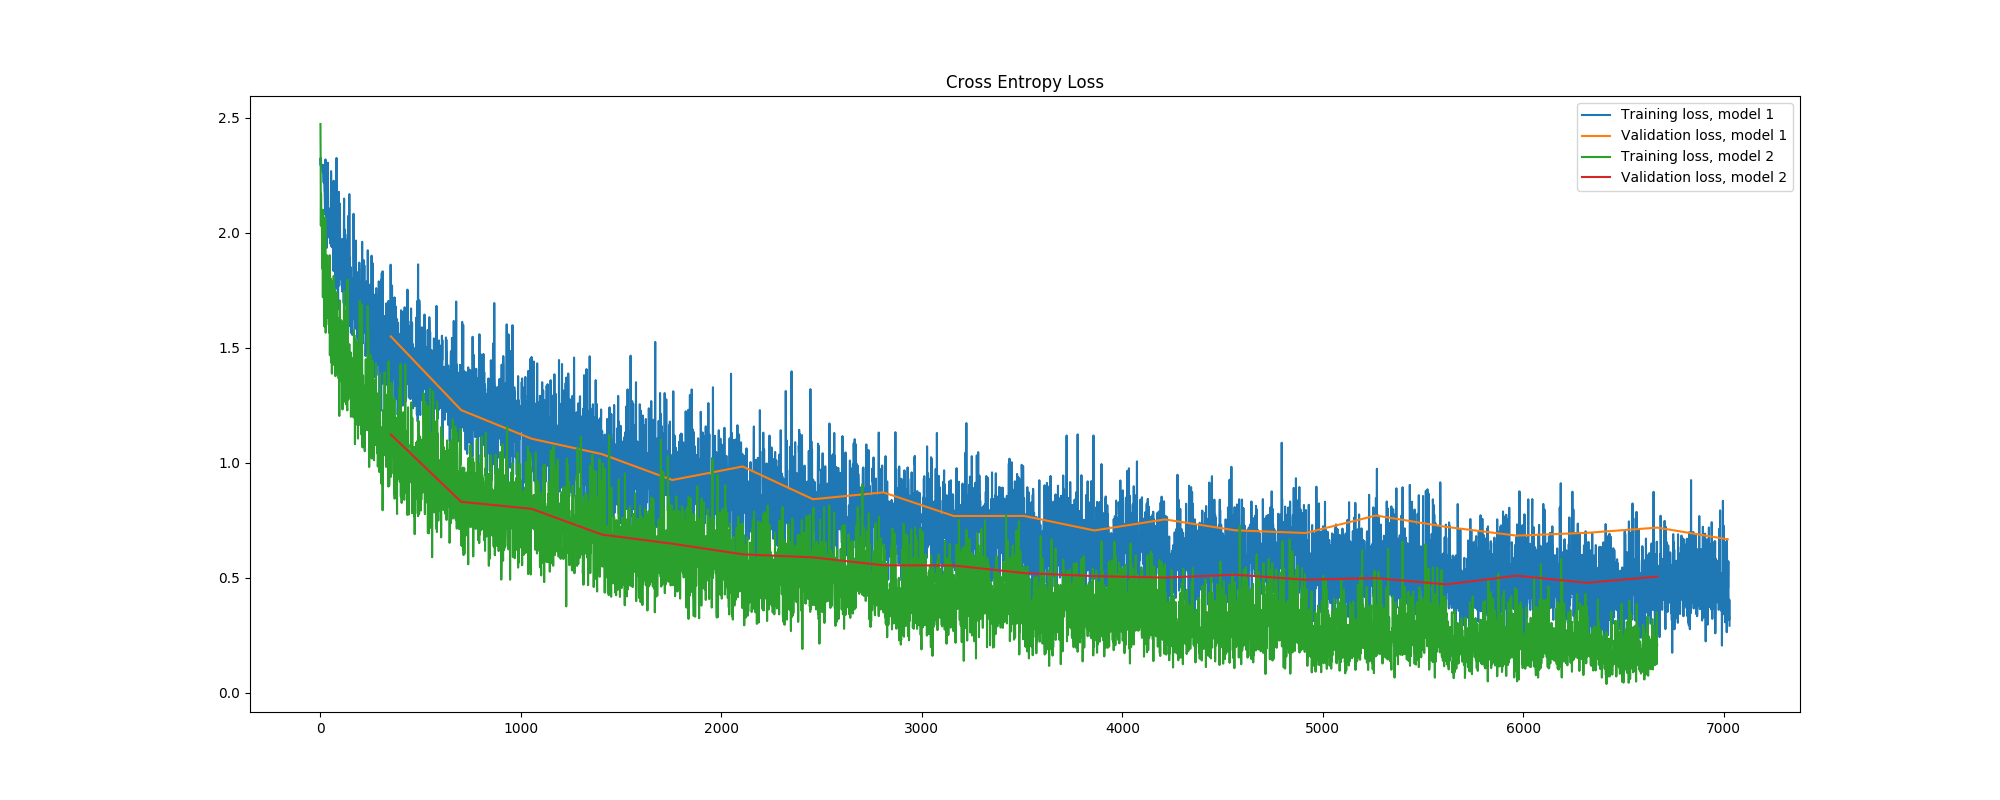 Cross Entropy Loss
2.5
2.0
1.5
1.0
0.5
0.0
Training loss, model 1
Validation loss, model 1
Training loss, model 2
Validation loss, model 2
0 1000 2000 3000 4000 5000 6000 7000